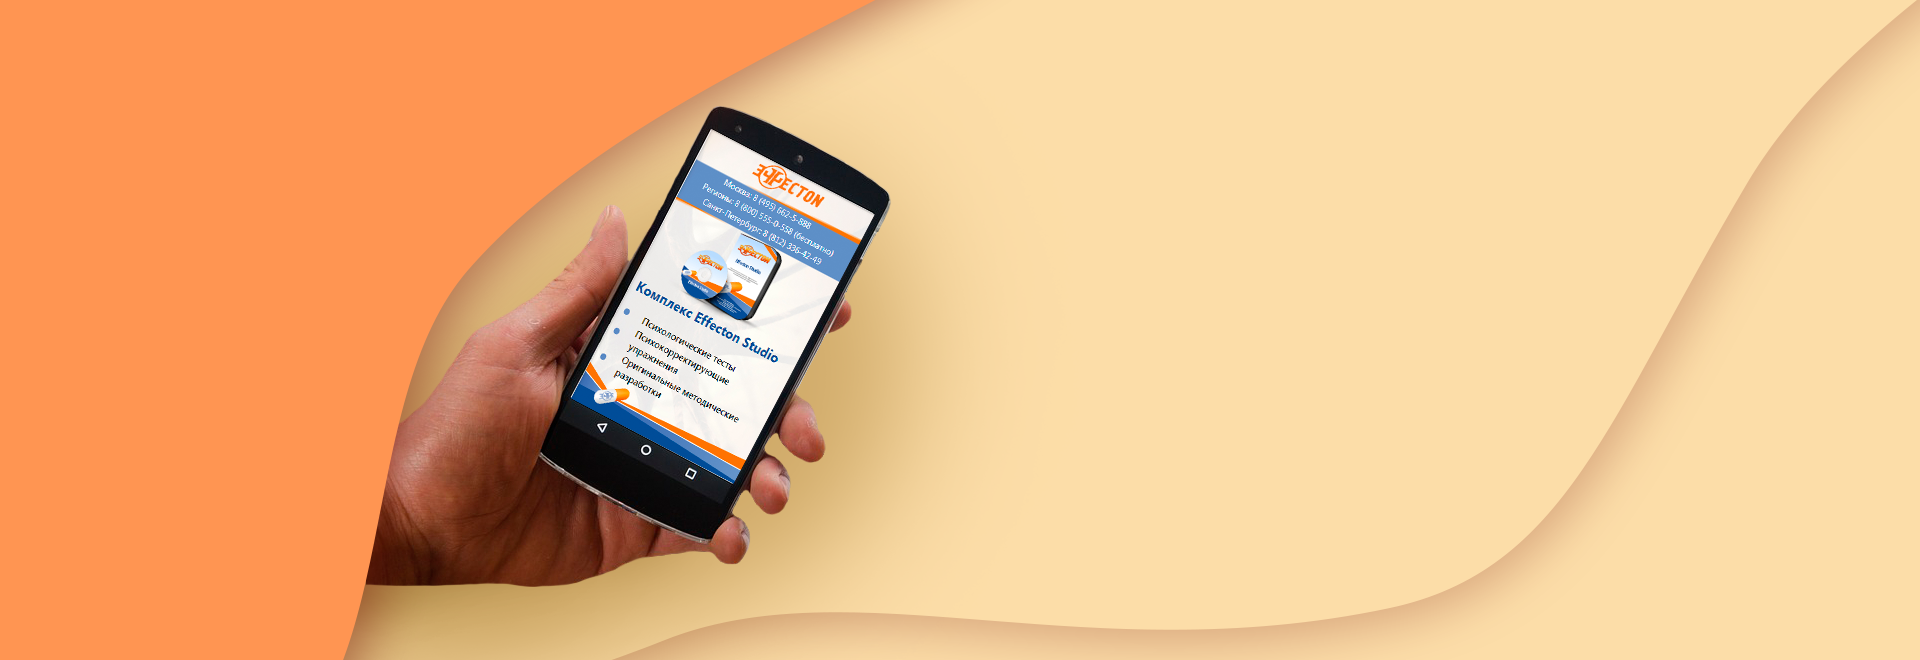 EFFECTON
Москва: 8 (495) 662-5-888
Регионы: 8 (800) 555-0-558 (бесплатно)
Санкт-Петербург: 8 (812) 336-42-49
EFFECTON
Effecton Studio
EFFECTON
Комплекс Effecton Studio
Психологические тесты
Психокорректирующие
упражнения
Оригинальные методические
разработки